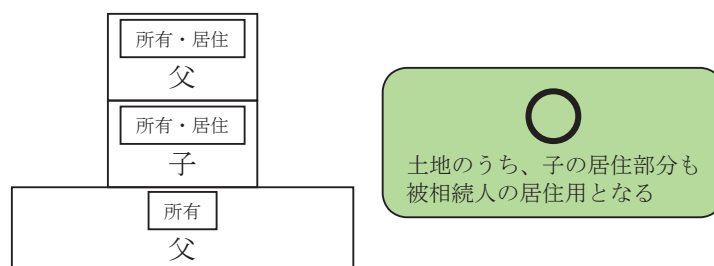 所有・居住
父
所有・居住
子
所有
父
○
土地のうち、子の居住部分も
被相続人の居住用となる